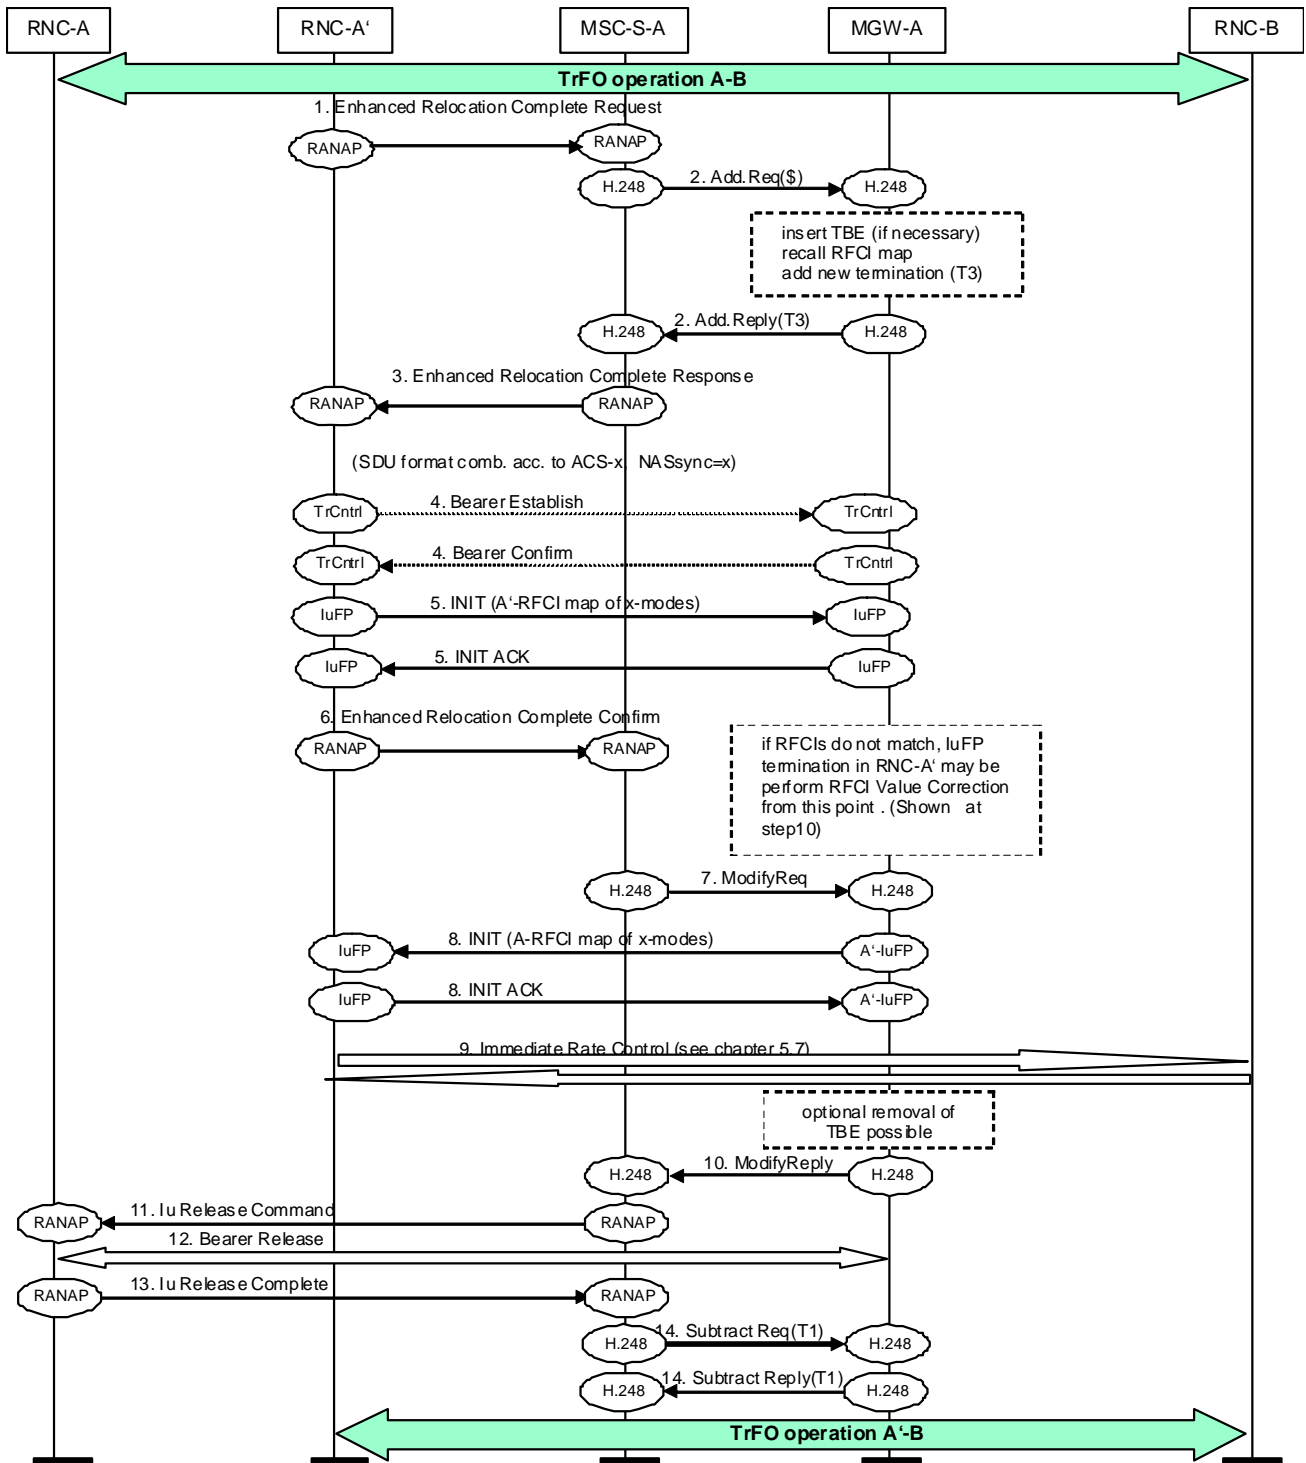 RNC-A RNC-A‘ MSC-S-A MGW-A RNC-B
TrFO operation A-B
1. Enhanced Relocation Complete Request
RANAP RANAP
H.248 2. Add.Req($) H.248
insert TBE (if necessary)
recall RFCI map
add new termination (T3)
H.248 2. Add.Reply(T3) H.248
3. Enhanced Relocation Complete Response
RANAP RANAP
(SDU format comb. acc. to ACS-x, NASsync=x)
TrCntrl 4. Bearer Establish TrCntrl
TrCntrl 4. Bearer Confirm TrCntrl
IuFP 5. INIT (A‘-RFCI map of x-modes) IuFP
IuFP 5. INIT ACK IuFP
6. Enhanced Relocation Complete Confirm
RANAP RANAP
if RFCIs do not match, IuFP
termination in RNC-A‘ may be
perform RFCI Value Correction
from this point . (Shown at
step10)
H.248 7. ModifyReq H.248
IuFP 8. INIT (A-RFCI map of x-modes) A‘-IuFP
IuFP 8. INIT ACK A‘-IuFP
9. Immediate Rate Control (see chapter 5.7)
optional removal of
TBE possible
H.248 10. ModifyReply H.248
RANAP 11. Iu Release Command RANAP
12. Bearer Release
RANAP 13. Iu Release Complete RANAP
H.248 14. Subtract Req(T1) H.248
H.248 14. Subtract Reply(T1) H.248
TrFO operation A‘-B